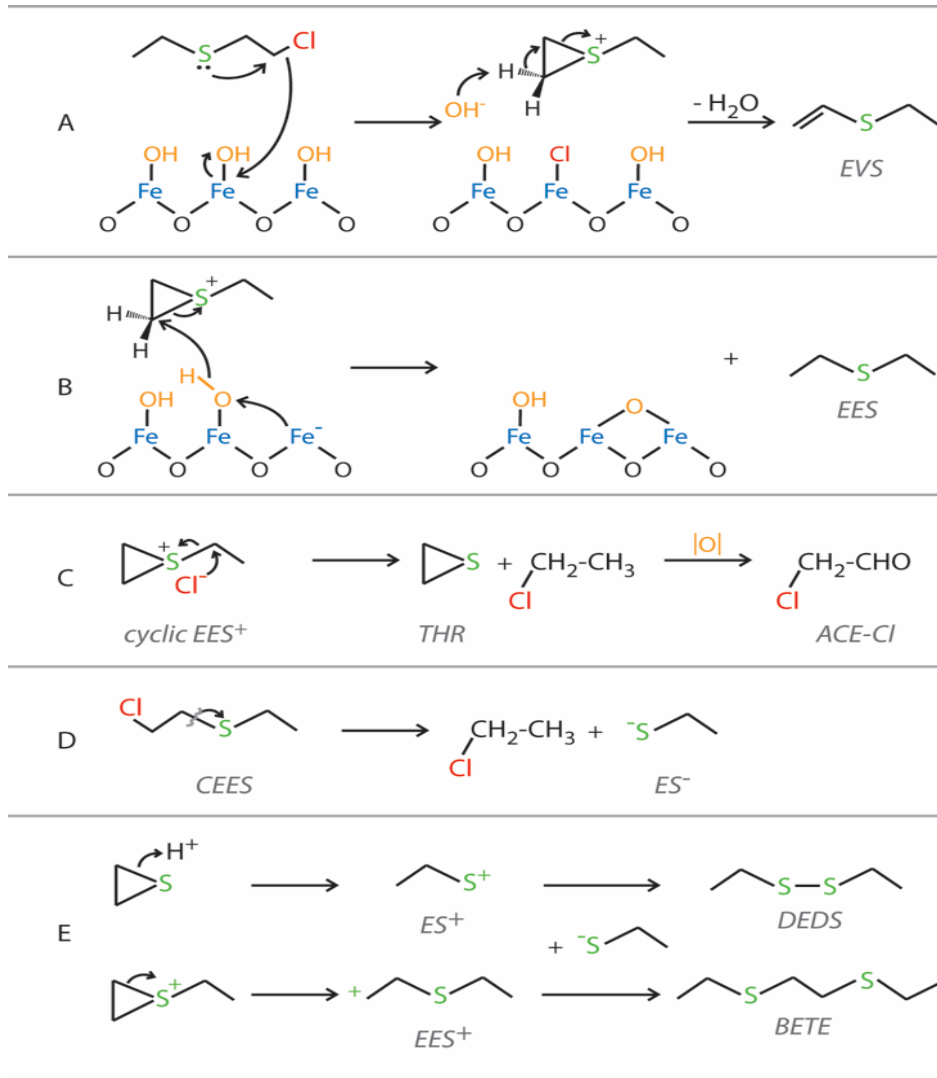 S Cl
A
H
H
S+
OH-
- H2O
S
EVS
OH OH OH
Fe Fe Fe
O O O O
OH Cl OH
Fe Fe Fe
O O O O
B
H
H
S+
H
OH O
Fe Fe Fe-
O O O O
OH O
Fe Fe Fe
O O O O
+
S
EES
C
S+
Cl-
cyclic EES+
S + CH2-CH3
Cl
THR
|O|
CH2-CHO
Cl
ACE-Cl
D
Cl
S
CEES
CH2-CH3 + -S
Cl
ES-
E
H+
S
S+
ES+
S-S
DEDS
+ -S
S+
+ S
EES+
S S
BETE